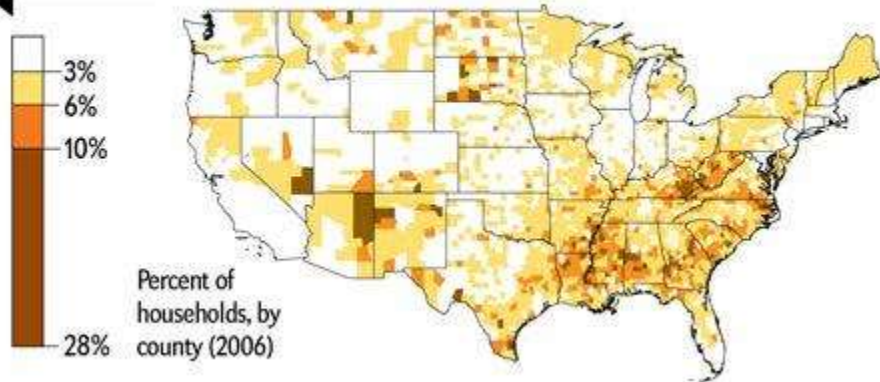 3%
6%
10%
28%
Percent of
households, by
county (2006)